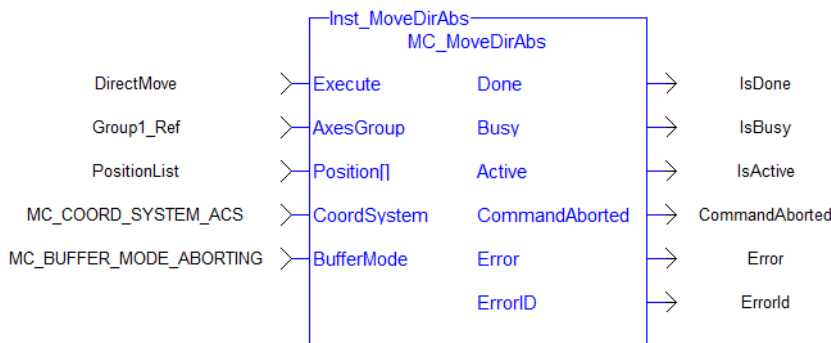 Inst_MoveDirAbs
MC_MoveDirAbs
DirectMove Execute Done IsDone
Group1_Ref AxesGroup Busy IsBusy
PositionList Position[] Active IsActive
MC_COORD_SYSTEM_ACS CoordSystem CommandAborted CommandAborted
MC_BUFFER_MODE_ABORTING BufferMode Error Error
ErrorID ErrorId